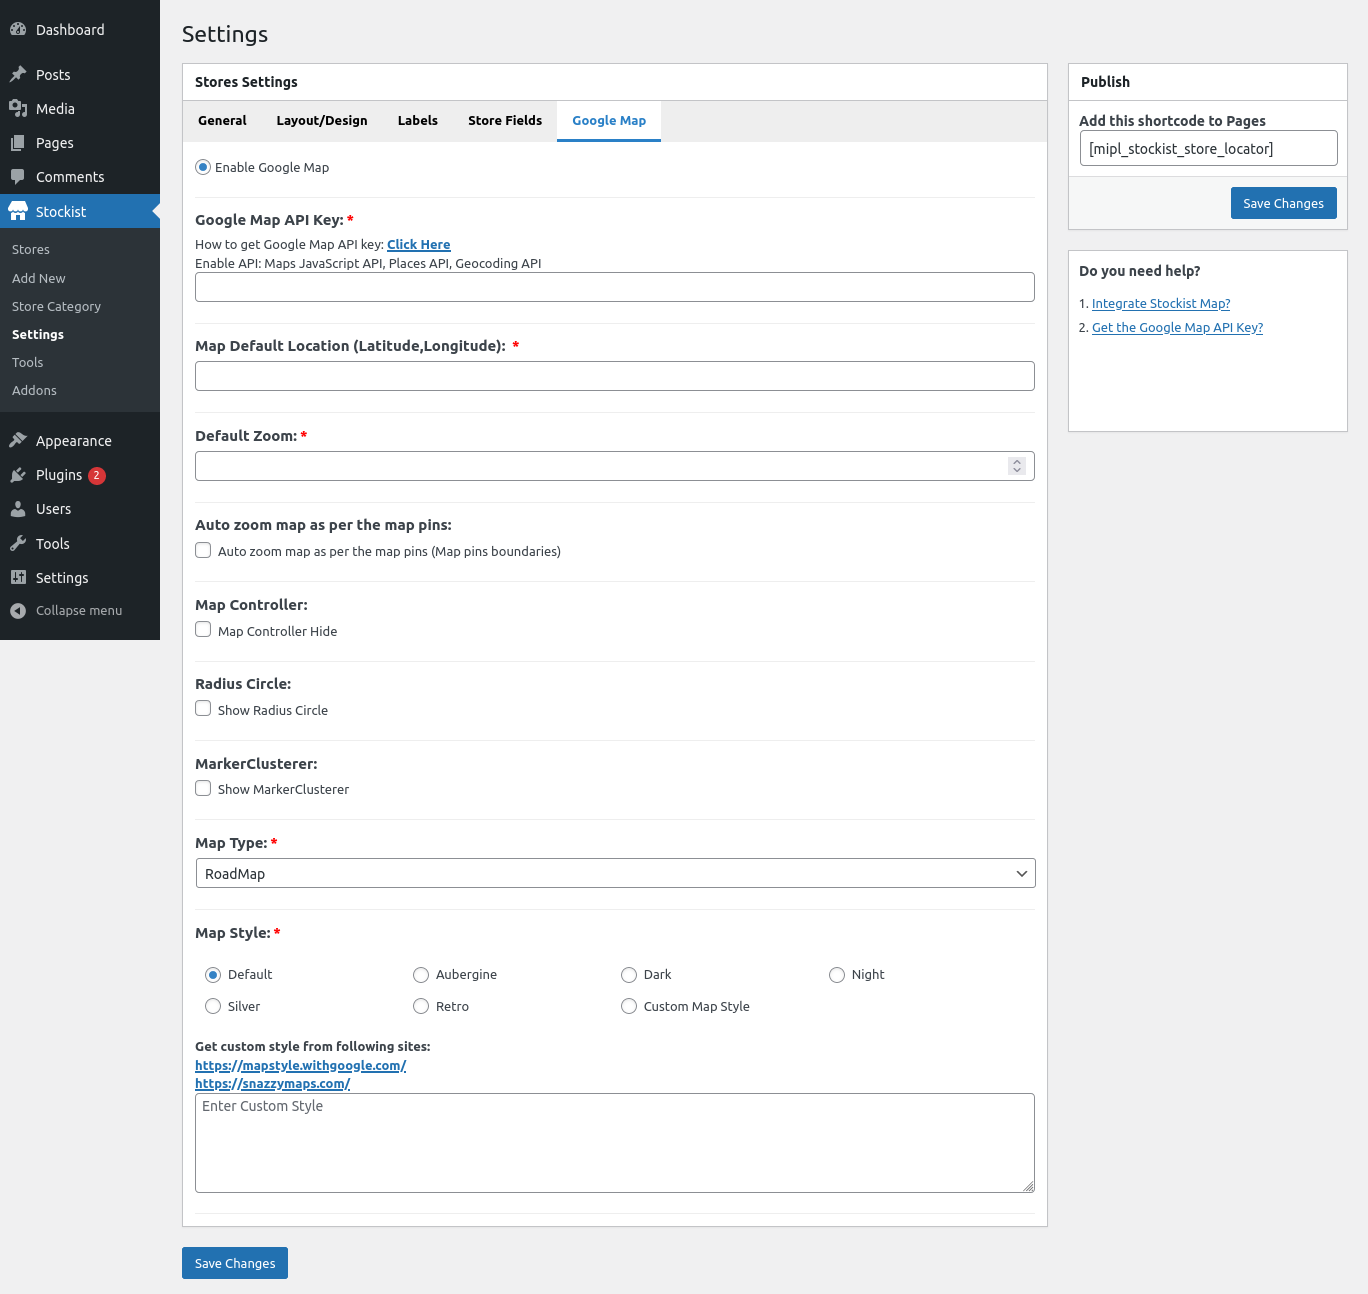 Dashboard
Posts
Media
Pages
Comments
Stockist
Stores
Add New
Store Category
Settings
Tools
Addons
Appearance
Plugins 2
Users
Tools
Settings
Collapse menu
Settings
Stores Settings
General Layout/Design Labels Store Fields Google Map
Enable Google Map
Google Map API Key: *
How to get Google Map API key: Click Here
Enable API: Maps JavaScript API, Places API, Geocoding API
Map Default Location (Latitude,Longitude): *
Default Zoom: *
Auto zoom map as per the map pins:
Auto zoom map as per the map pins (Map pins boundaries)
Map Controller:
Map Controller Hide
Radius Circle:
Show Radius Circle
MarkerClusterer:
Show MarkerClusterer
Map Type: *
RoadMap
Map Style: *
Default Aubergine Dark Night
Silver Retro Custom Map Style
Get custom style from following sites:
https://mapstyle.withgoogle.com/
https://snazzymaps.com/
Enter Custom Style
Save Changes
Publish
Add this shortcode to Pages
[mipl_stockist_store_locator]
Save Changes
Do you need help?
1. Integrate Stockist Map?
2. Get the Google Map API Key?